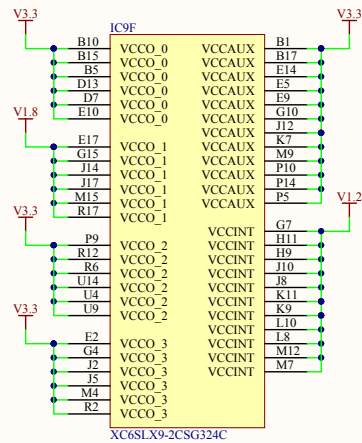 IC9F
V3.3
B10 VCCO_0
B15 VCCO_0
B5 VCCO_0
D13 VCCO_0
D7 VCCO_0
E10 VCCO_0
V1.8
E17 VCCO_1
G15 VCCO_1
J14 VCCO_1
J17 VCCO_1
M15 VCCO_1
R17 VCCO_1
V3.3
P9 VCCO_2
R12 VCCO_2
R6 VCCO_2
U14 VCCO_2
U4 VCCO_2
U9 VCCO_2
V3.3
E2 VCCO_3
G4 VCCO_3
J2 VCCO_3
J5 VCCO_3
M4 VCCO_3
R2 VCCO_3
V3.3
VCCAUX B1
VCCAUX B17
VCCAUX E14
VCCAUX E5
VCCAUX E9
VCCAUX G10
VCCAUX J12
VCCAUX K7
VCCAUX M9
VCCAUX P10
VCCAUX P14
VCCAUX P5
V1.2
VCCINT G7
VCCINT H11
VCCINT H9
VCCINT J10
VCCINT J8
VCCINT K11
VCCINT K9
VCCINT L10
VCCINT L8
VCCINT M12
VCCINT M7
XC6SLX9-2CSG324C